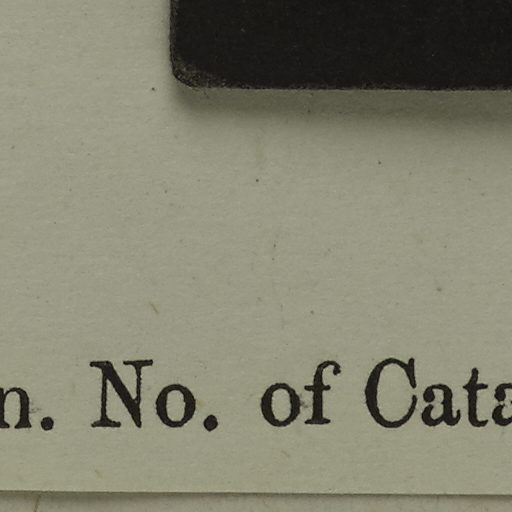 n. No. of Cata